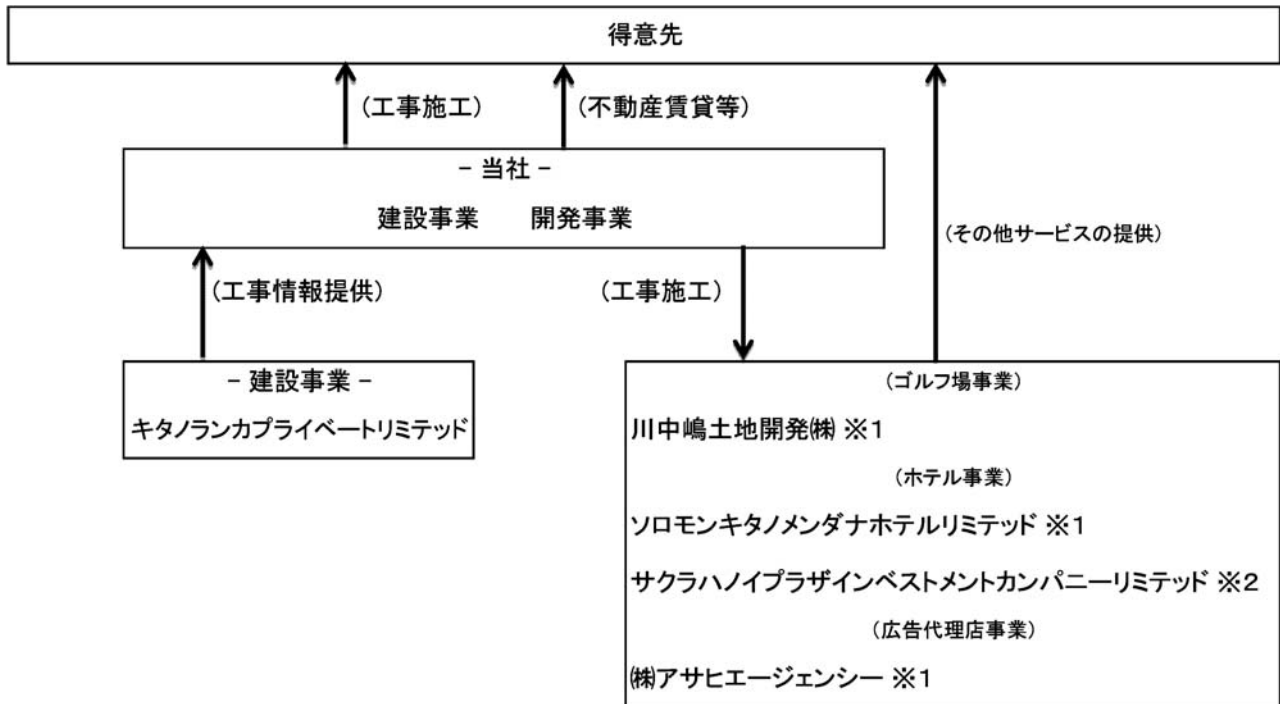 得意先
(工事施工)
(不動産賃貸等)
- 当社 -
建設事業　　開発事業
(その他サービスの提供)
(工事情報提供)
(工事施工)
- 建設事業 -
キタノランカプライベートリミテッド
(ゴルフ場事業)
川中嶋土地開発㈱ ※1
(ホテル事業)
ソロモンキタノメンダナホテルリミテッド ※1
サクラハノイプラザインベストメントカンパニーリミテッド ※2
(広告代理店事業)
㈱アサヒエージェンシー ※1